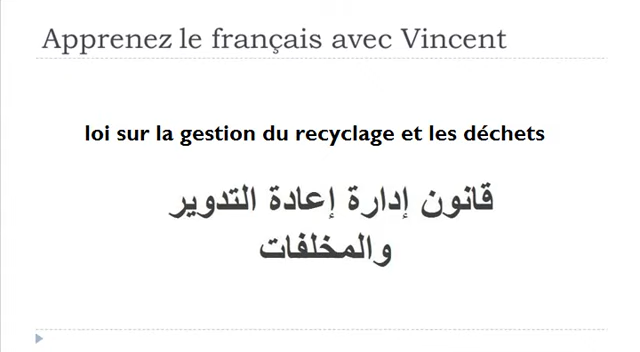 Apprenez le français avec Vincent
loi sur la gestion du recyclage et les déchets
قانون إدارة إعادة التدوير
والمخلفات